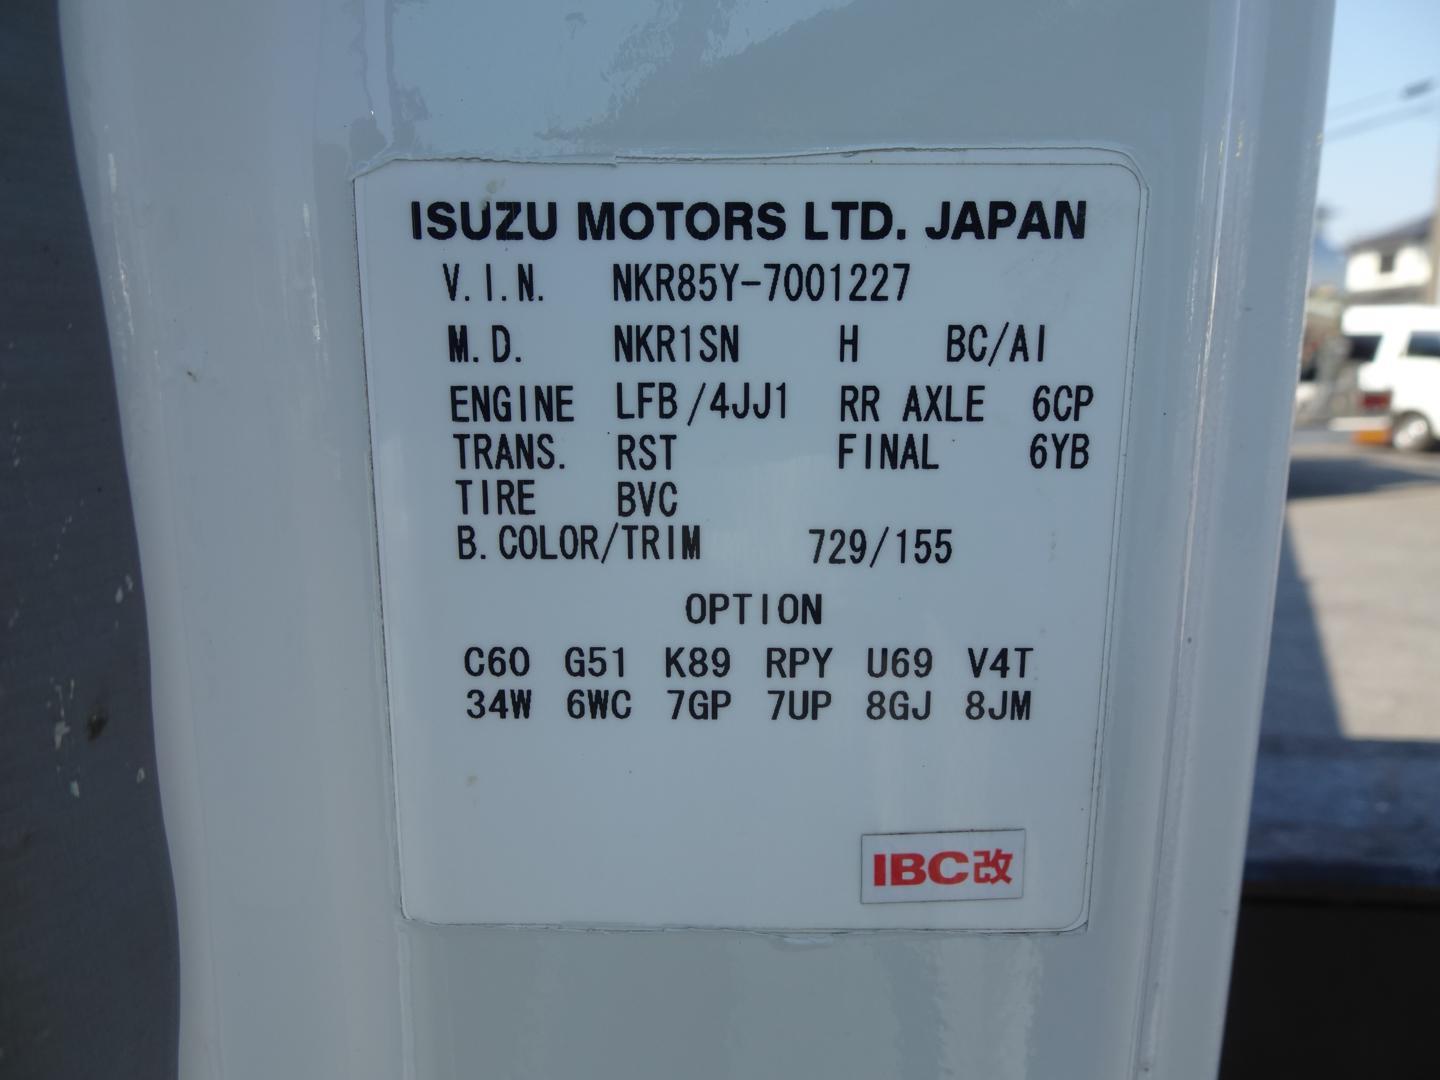 ISUZU MOTORS LTD. JAPAN
V.I.N. NKR85Y-7001227
M.D. NKR1SN H BC/AI
ENGINE LFB/4JJ1 RR AXLE 6CP
TRANS. RST FINAL 6YB
TIRE BVC
B.COLOR/TRIM 729/155
OPTION
C60 G51 K89 RPY U69 V4T
34W 6WC 7GP 7UP 8GJ 8JM
IBC改